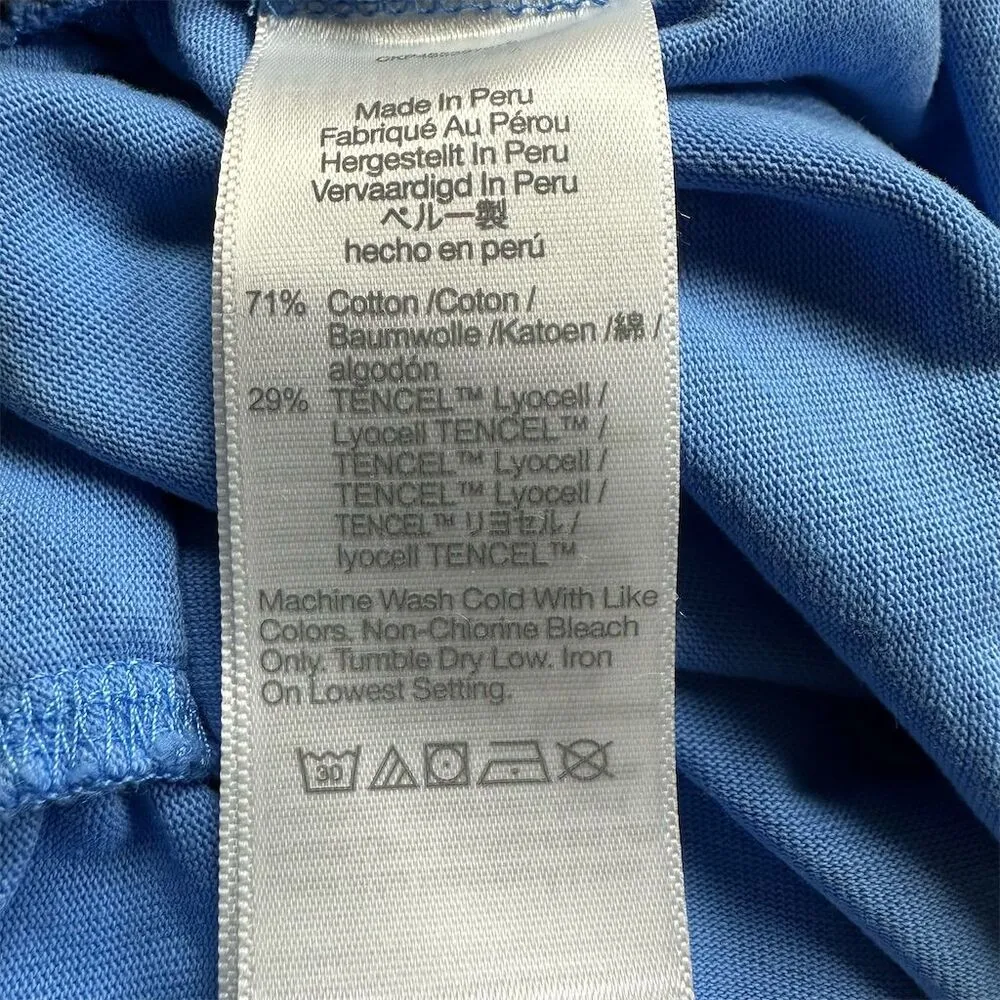 Made In Peru
Fabriqué Au Pérou
Hergestellt In Peru
Vervaardigd In Peru
ペルー製
hecho en perú
71% Cotton /Coton /
Baumwolle /Katoen /綿 /
algodón
29% TENCEL™ Lyocell /
Lyocell TENCEL™ /
TENCEL™ Lyocell /
TENCEL™ Lyocell /
TENCEL™ リヨセル /
lyocell TENCEL™
Machine Wash Cold With Like
Colors. Non-Chlorine Bleach
Only. Tumble Dry Low. Iron
On Lowest Setting.
30